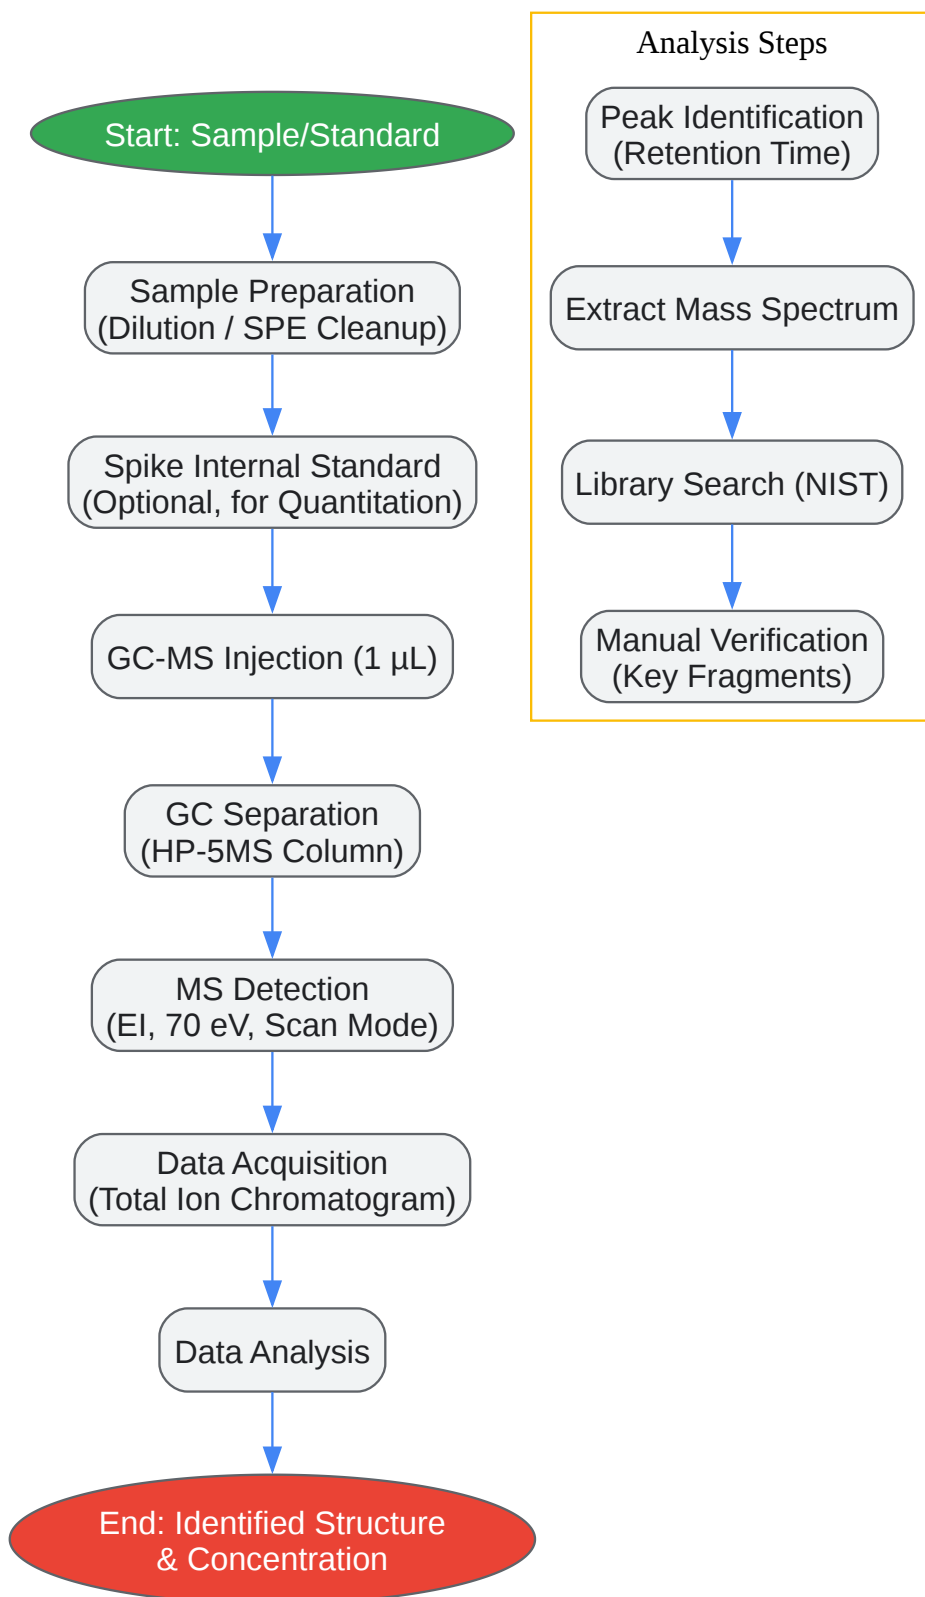 Start: Sample/Standard
Sample Preparation
(Dilution / SPE Cleanup)
Spike Internal Standard
(Optional, for Quantitation)
GC-MS Injection (1 µL)
GC Separation
(HP-5MS Column)
MS Detection
(EI, 70 eV, Scan Mode)
Data Acquisition
(Total Ion Chromatogram)
Data Analysis
End: Identified Structure
& Concentration
Analysis Steps
Peak Identification
(Retention Time)
Extract Mass Spectrum
Library Search (NIST)
Manual Verification
(Key Fragments)